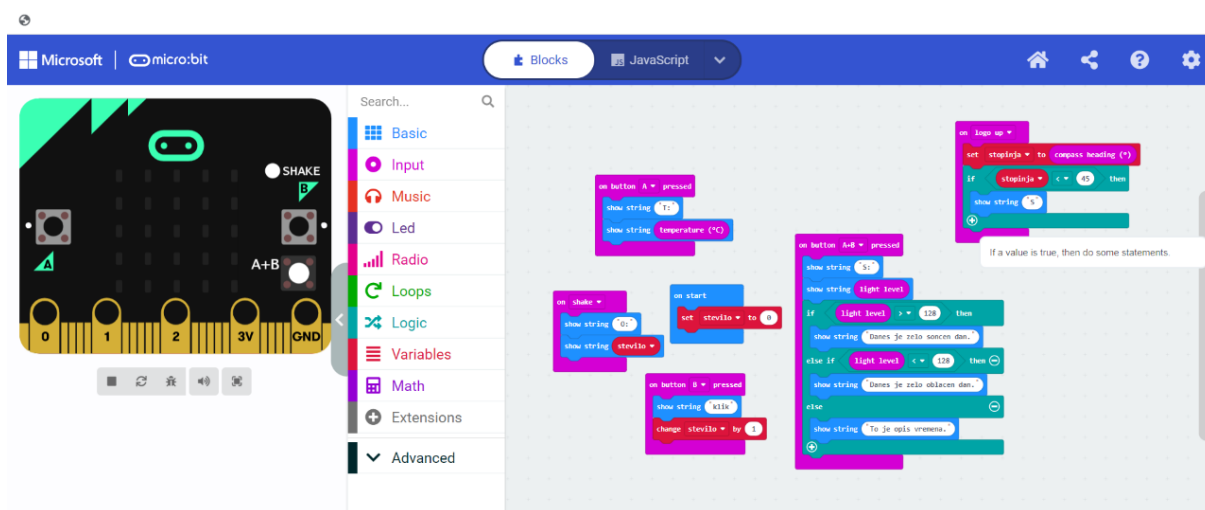 Microsoft micro:bit Blocks JavaScript
Search...
Basic
Input
Music
Led
Radio
Loops
Logic
Variables
Math
Extensions
Advanced
SHAKE
B
A
A+B
0 1 2 3V GND
on button A pressed
show string "T:"
show string temperature (°C)
on shake
show string "O:"
show string stevilo
on start
set stevilo to 0
on button B pressed
show string "klik"
change stevilo by 1
on button A+B pressed
show string "S:"
show string light level
if light level > 128 then
show string "Danes je zelo soncen dan."
else if light level < 128 then
show string "Danes je zelo oblacen dan."
else
show string "To je opis vremena."
on logo up
set stopinja to compass heading (°)
if stopinja < 45 then
show string "S"
If a value is true, then do some statements.